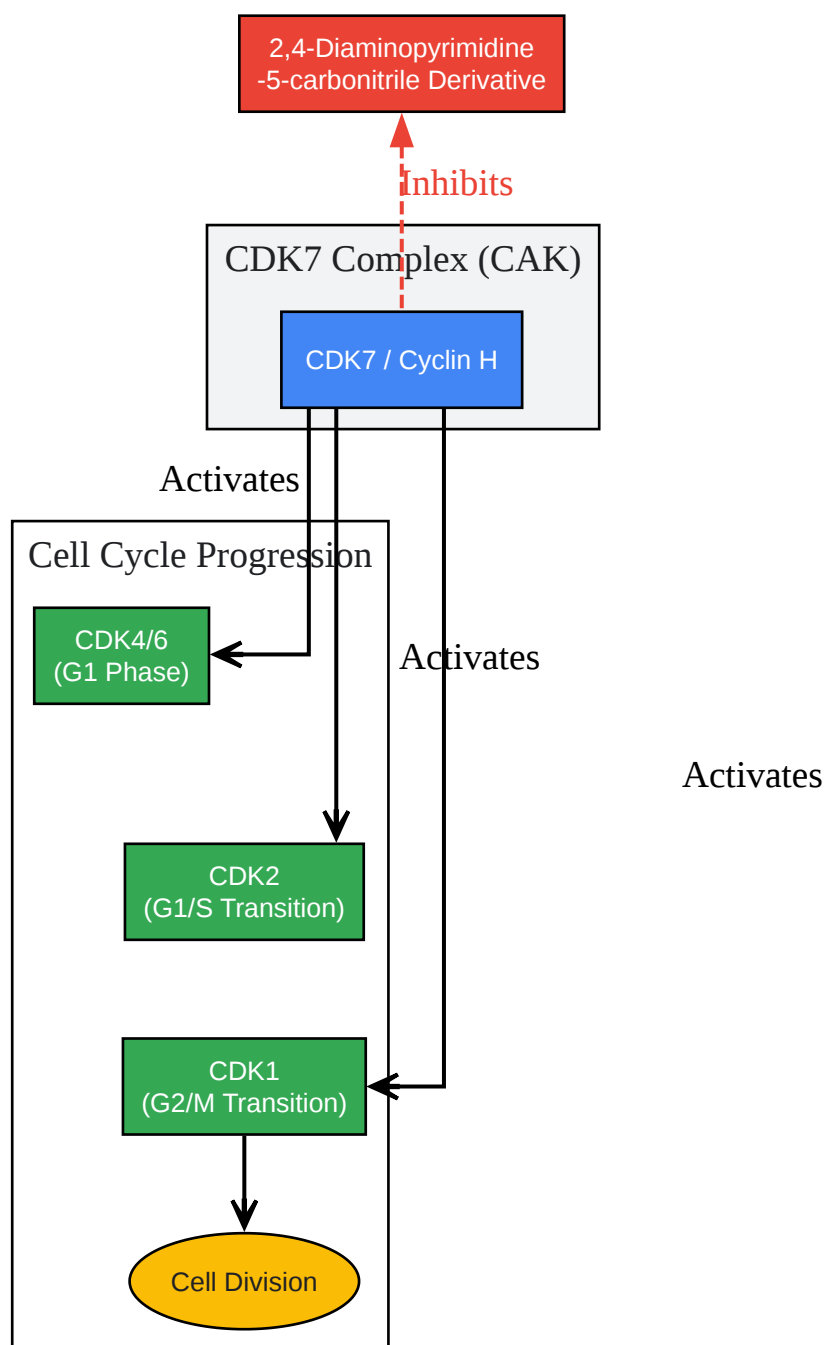 2,4-Diaminopyrimidine
-5-carbonitrile Derivative
Inhibits
CDK7 Complex (CAK)
CDK7 / Cyclin H
Activates
Cell Cycle Progression
CDK4/6
(G1 Phase)
Activates
Activates
CDK2
(G1/S Transition)
CDK1
(G2/M Transition)
Cell Division